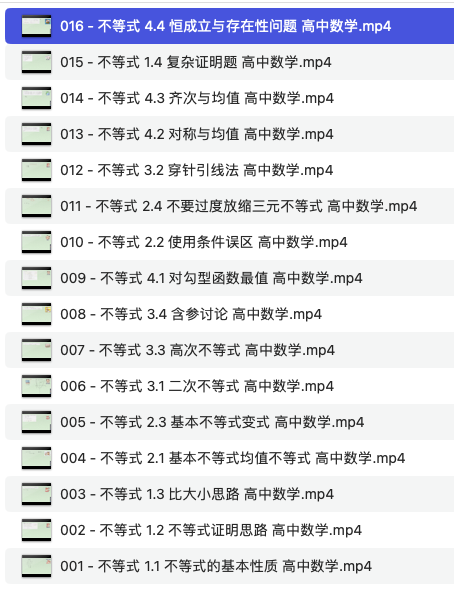 016 - 不等式 4.4 恒成立与存在性问题 高中数学.mp4
015 - 不等式 1.4 复杂证明题 高中数学.mp4
014 - 不等式 4.3 齐次与均值 高中数学.mp4
013 - 不等式 4.2 对称与均值 高中数学.mp4
012 - 不等式 3.2 穿针引线法 高中数学.mp4
011 - 不等式 2.4 不要过度放缩三元不等式 高中数学.mp4
010 - 不等式 2.2 使用条件误区 高中数学.mp4
009 - 不等式 4.1 对勾型函数最值 高中数学.mp4
008 - 不等式 3.4 含参讨论 高中数学.mp4
007 - 不等式 3.3 高次不等式 高中数学.mp4
006 - 不等式 3.1 二次不等式 高中数学.mp4
005 - 不等式 2.3 基本不等式变式 高中数学.mp4
004 - 不等式 2.1 基本不等式均值不等式 高中数学.mp4
003 - 不等式 1.3 比大小思路 高中数学.mp4
002 - 不等式 1.2 不等式证明思路 高中数学.mp4
001 - 不等式 1.1 不等式的基本性质 高中数学.mp4